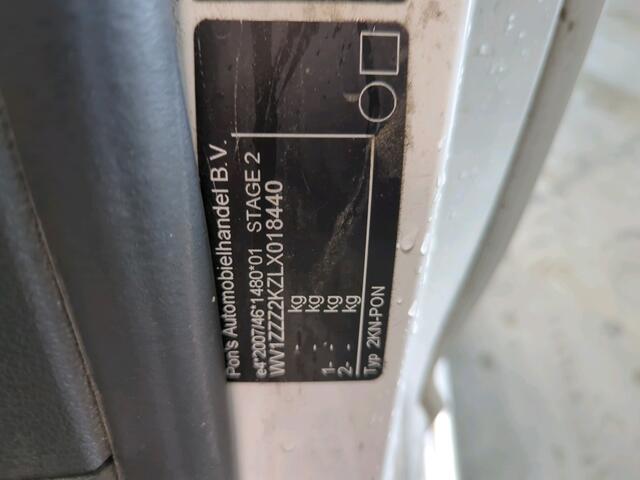 Pon's Automobielhandel B.V.
e4*2007/46*1480*01 STAGE 2
WV1ZZZ2KZLX018440
- kg
- kg
1- - kg
2- - kg
Typ 2KN-PON